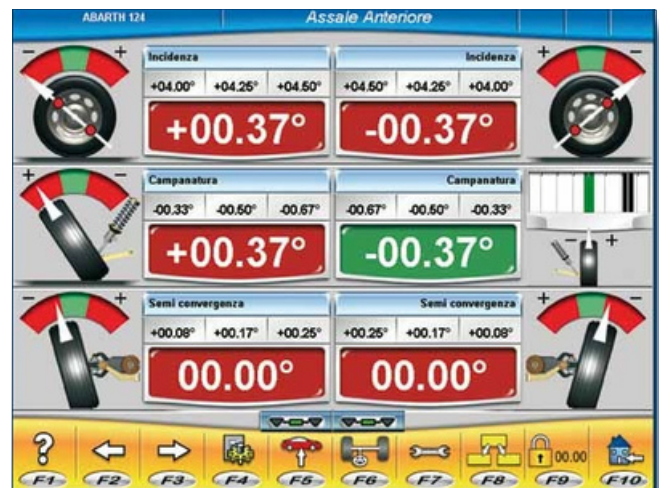 ABARTH 124 Assale Anteriore
- + Incidenza Incidenza + -
+04.00° +04.25° +04.50° +04.50° +04.25° +04.00°
+00.37° -00.37°
+ - Campanatura Campanatura
-00.33° -00.50° -00.67° -00.67° -00.50° -00.33°
+00.37° -00.37° - +
- + Semi convergenza Semi convergenza + -
+00.08° +00.17° +00.25° +00.25° +00.17° +00.08°
00.00° 00.00°
? 00.00
F1 F2 F3 F4 F5 F6 F7 F8 F9 F10